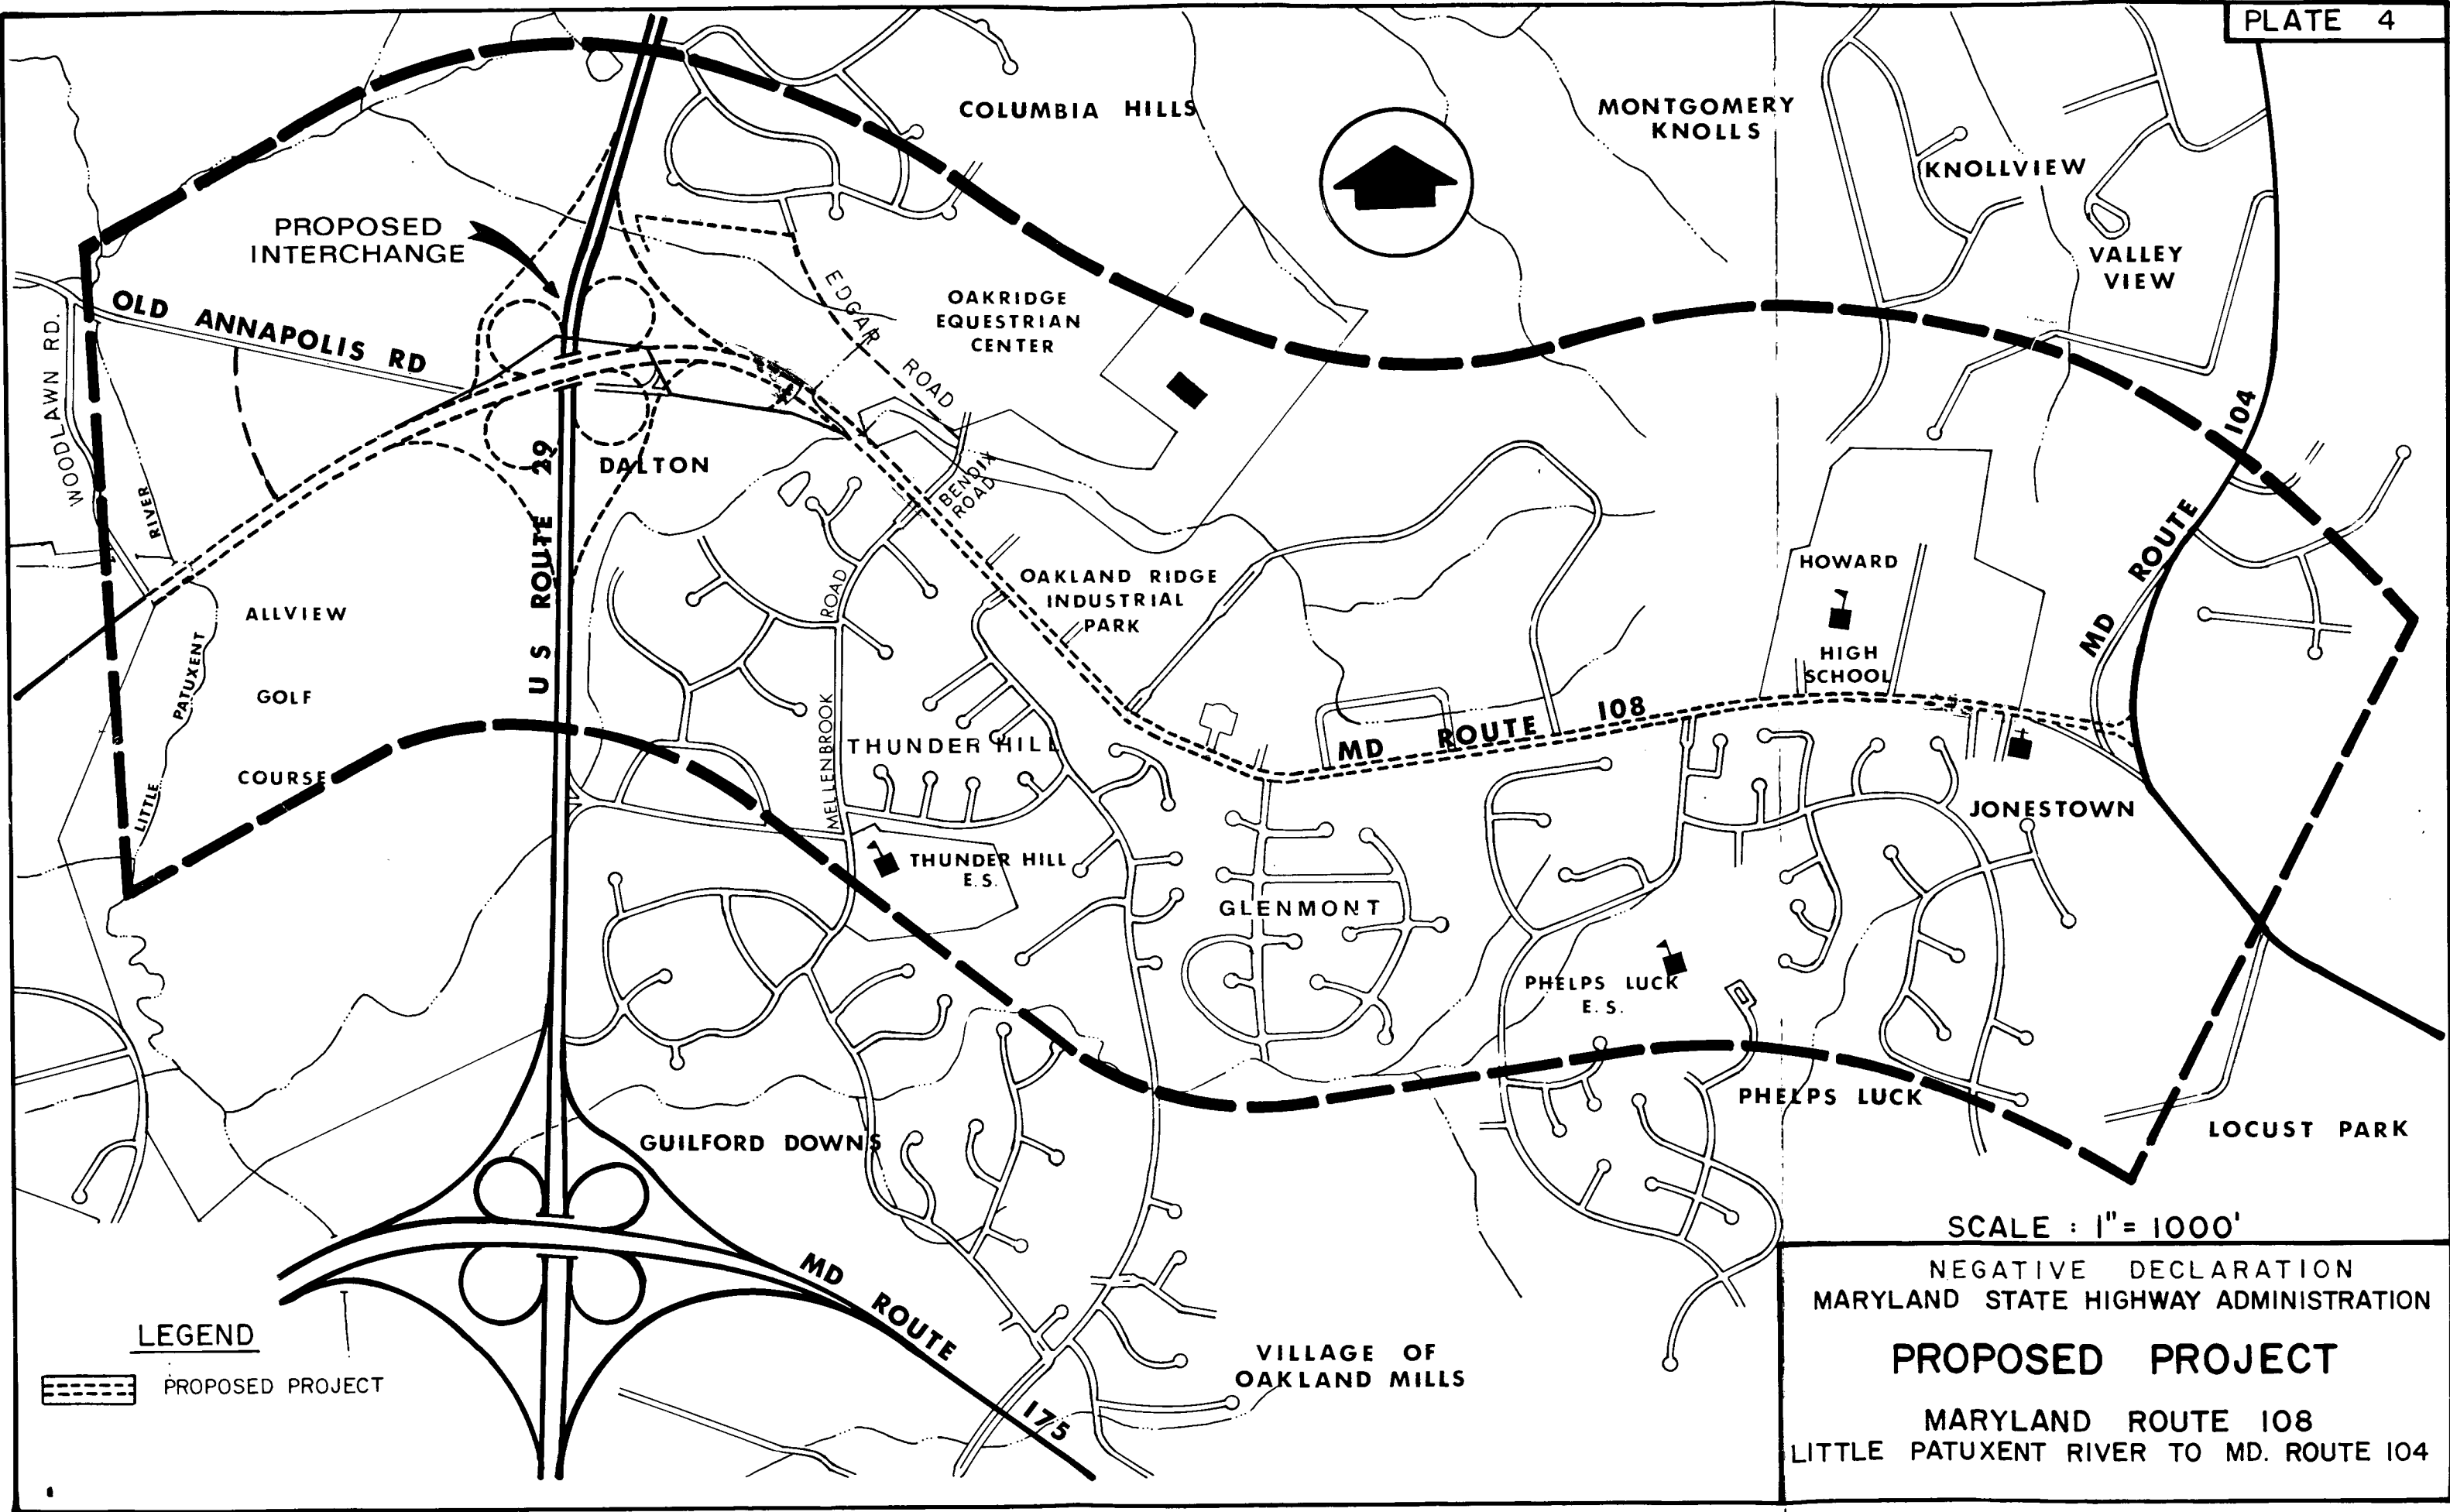 PLATE 4
COLUMBIA HILLS
MONTGOMERY
KNOLLS
KNOLLVIEW
VALLEY
VIEW
PROPOSED
INTERCHANGE
OLD ANNAPOLIS RD
WOODLAWN RD.
EDGAR ROAD
OAKRIDGE
EQUESTRIAN
CENTER
MD ROUTE 104
U S ROUTE 29
DALTON
BENDIX
ROAD
LITTLE PATUXENT RIVER
ALLVIEW
GOLF
COURSE
OAKLAND RIDGE
INDUSTRIAL
PARK
HOWARD
HIGH
SCHOOL
MELLENBROOK ROAD
THUNDER HILL
MD ROUTE 108
JONESTOWN
THUNDER HILL
E.S.
GLENMONT
PHELPS LUCK
E.S.
PHELPS LUCK
LOCUST PARK
GUILFORD DOWNS
MD ROUTE 175
VILLAGE OF
OAKLAND MILLS
LEGEND
PROPOSED PROJECT
SCALE : 1"= 1000'
NEGATIVE DECLARATION
MARYLAND STATE HIGHWAY ADMINISTRATION
PROPOSED PROJECT
MARYLAND ROUTE 108
LITTLE PATUXENT RIVER TO MD. ROUTE 104